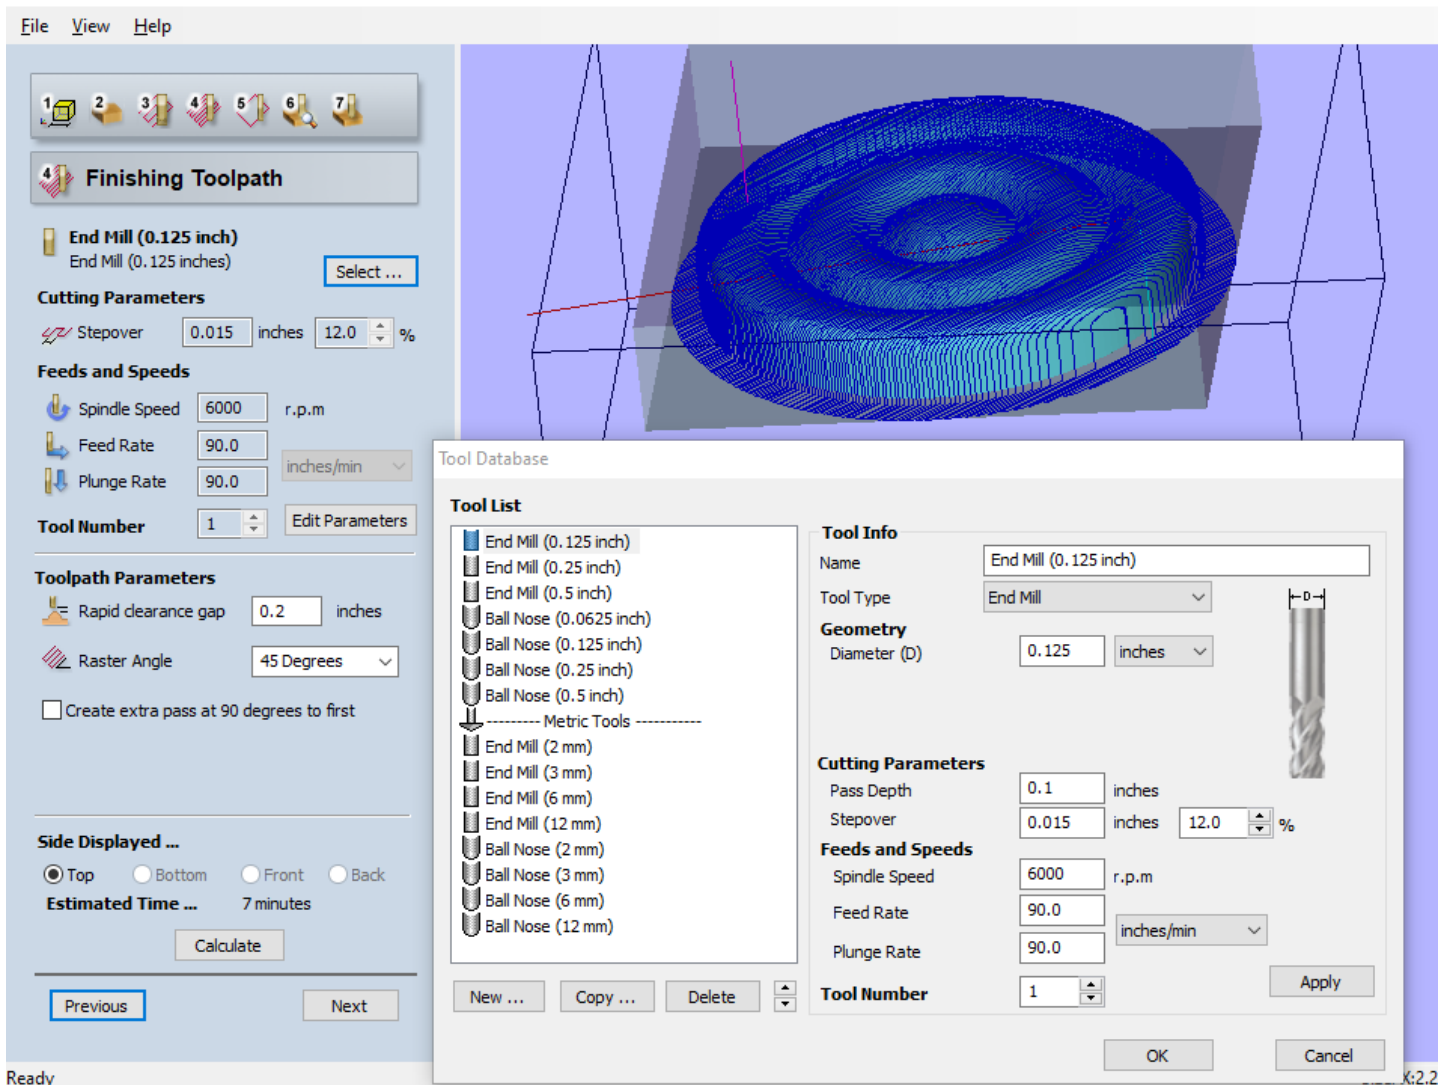 File View Help
1 2 3 4 5 6 7
4 Finishing Toolpath
End Mill (0.125 inch)
End Mill (0.125 inches)
Select ...
Cutting Parameters
Stepover 0.015 inches 12.0 %
Feeds and Speeds
Spindle Speed 6000 r.p.m
Feed Rate 90.0
inches/min
Plunge Rate 90.0
Tool Number 1 Edit Parameters
Toolpath Parameters
Rapid clearance gap 0.2 inches
Raster Angle 45 Degrees
Create extra pass at 90 degrees to first
Side Displayed ...
Top Bottom Front Back
Estimated Time ... 7 minutes
Calculate
Previous Next
Ready
Tool Database
Tool List
End Mill (0.125 inch)
End Mill (0.25 inch)
End Mill (0.5 inch)
Ball Nose (0.0625 inch)
Ball Nose (0.125 inch)
Ball Nose (0.25 inch)
Ball Nose (0.5 inch)
--------- Metric Tools -----------
End Mill (2 mm)
End Mill (3 mm)
End Mill (6 mm)
End Mill (12 mm)
Ball Nose (2 mm)
Ball Nose (3 mm)
Ball Nose (6 mm)
Ball Nose (12 mm)
New ... Copy ... Delete
Tool Info
Name End Mill (0.125 inch)
Tool Type End Mill
D
Geometry
Diameter (D) 0.125 inches
Cutting Parameters
Pass Depth 0.1 inches
Stepover 0.015 inches 12.0 %
Feeds and Speeds
Spindle Speed 6000 r.p.m
Feed Rate 90.0
inches/min
Plunge Rate 90.0
Tool Number 1
Apply
OK Cancel
X:2.2